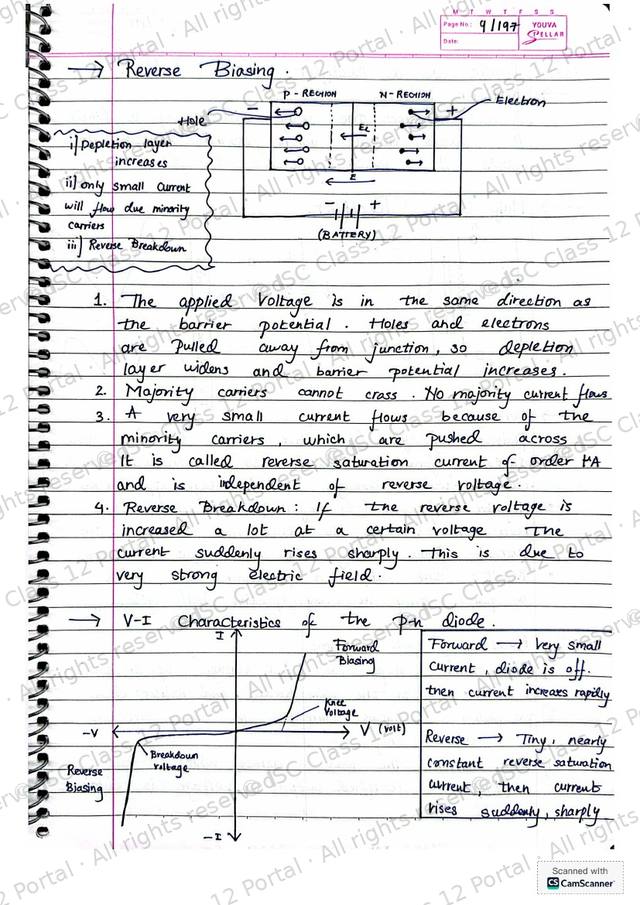 M T W T F S S
Page No.: 9/197
Date:
YOUVA
STELLAR
→ Reverse Biasing.
P-REGION N-REGION
- +
Hole
Electron
Ei
E
- +
(BATTERY)
i] Depletion layer
increases
ii] only small current
will flow due minority
carriers
iii] Reverse Breakdown
1. The applied voltage is in the same direction as
the barrier potential. Holes and electrons
are pulled away from junction, so depletion
layer widens and barrier potential increases.
2. Majority carriers cannot cross. No majority current flows
3. A very small current flows because of the
minority carriers, which are pushed across
It is called reverse saturation current of order μA
and is independent of reverse voltage.
4. Reverse Breakdown: If the reverse voltage is
increased a lot at a certain voltage The
current suddenly rises sharply. This is due to
very strong electric field.
→ V-I Characteristics of the p-n diode.
I
Forward
Biasing
Knee
Voltage
-V
V (volt)
Breakdown
voltage
Reverse
Biasing
-I
Forward → Very small
current, diode is off.
then current increases rapidly
Reverse → Tiny, nearly
constant reverse saturation
current, then current
rises suddenly, sharply
Scanned with
CS CamScanner